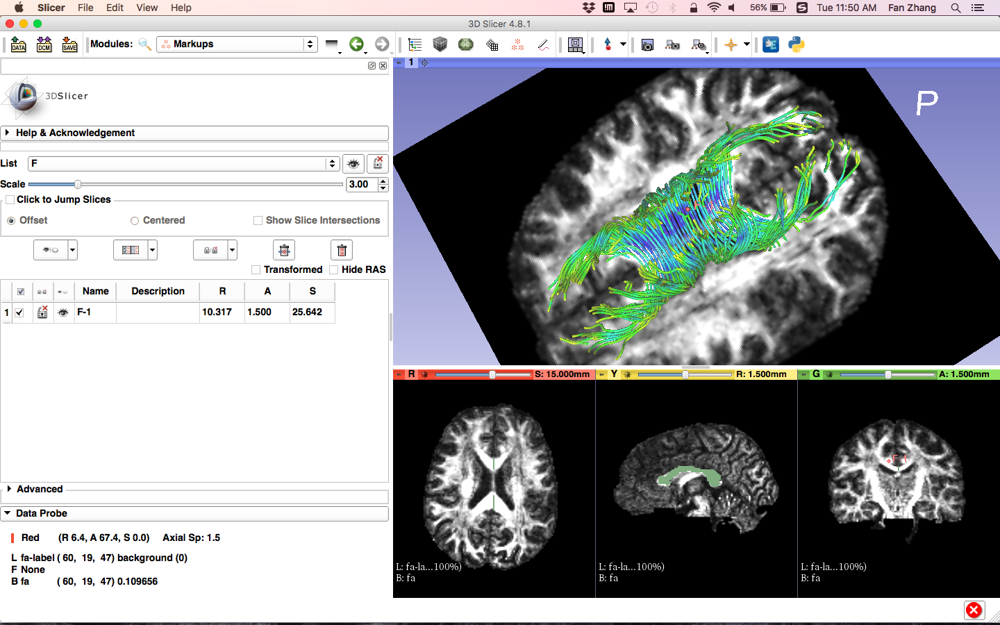 Slicer File Edit View Help 56% Tue 11:50 AM Fan Zhang
3D Slicer 4.8.1
DATA DCM SAVE Modules: Markups
1
3DSlicer
P
Help & Acknowledgement
List F
Scale 3.00
Click to Jump Slices
Offset Centered Show Slice Intersections
Transformed Hide RAS
Name Description R A S
1 F-1 10.317 1.500 25.642
R S: 15.000mm Y R: 1.500mm G A: 1.500mm
F-1
Advanced
Data Probe
Red (R 6.4, A 67.4, S 0.0) Axial Sp: 1.5
L fa-label ( 60, 19, 47) background (0)
F None
B fa ( 60, 19, 47) 0.109656
L: fa-la...100%)
B: fa
L: fa-la...100%)
B: fa
L: fa-la...100%)
B: fa